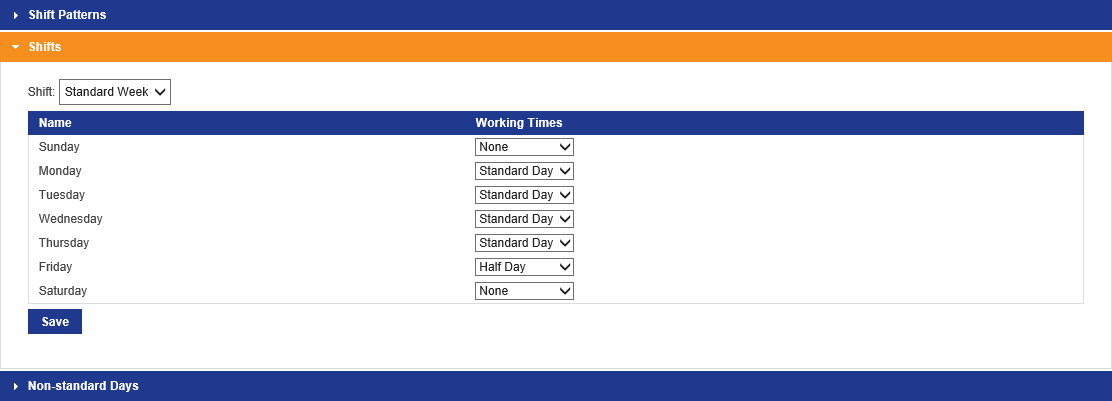 Shift Patterns
Shifts
Shift: Standard Week
Name Working Times
Sunday None
Monday Standard Day
Tuesday Standard Day
Wednesday Standard Day
Thursday Standard Day
Friday Half Day
Saturday None
Save
Non-standard Days